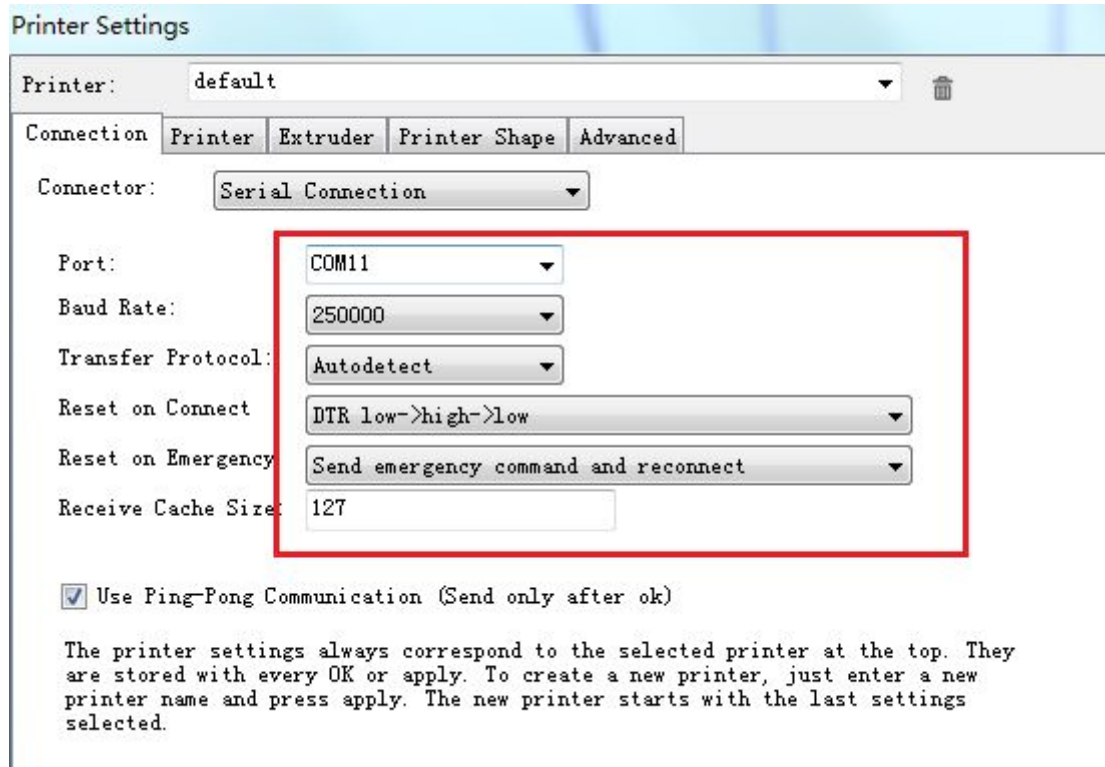 Printer Settings
Printer: default
Connection Printer Extruder Printer Shape Advanced
Connector: Serial Connection
Port: COM11
Baud Rate: 250000
Transfer Protocol: Autodetect
Reset on Connect DTR low->high->low
Reset on Emergency Send emergency command and reconnect
Receive Cache Size: 127
Use Ping-Pong Communication (Send only after ok)
The printer settings always correspond to the selected printer at the top. They
are stored with every OK or apply. To create a new printer, just enter a new
printer name and press apply. The new printer starts with the last settings
selected.